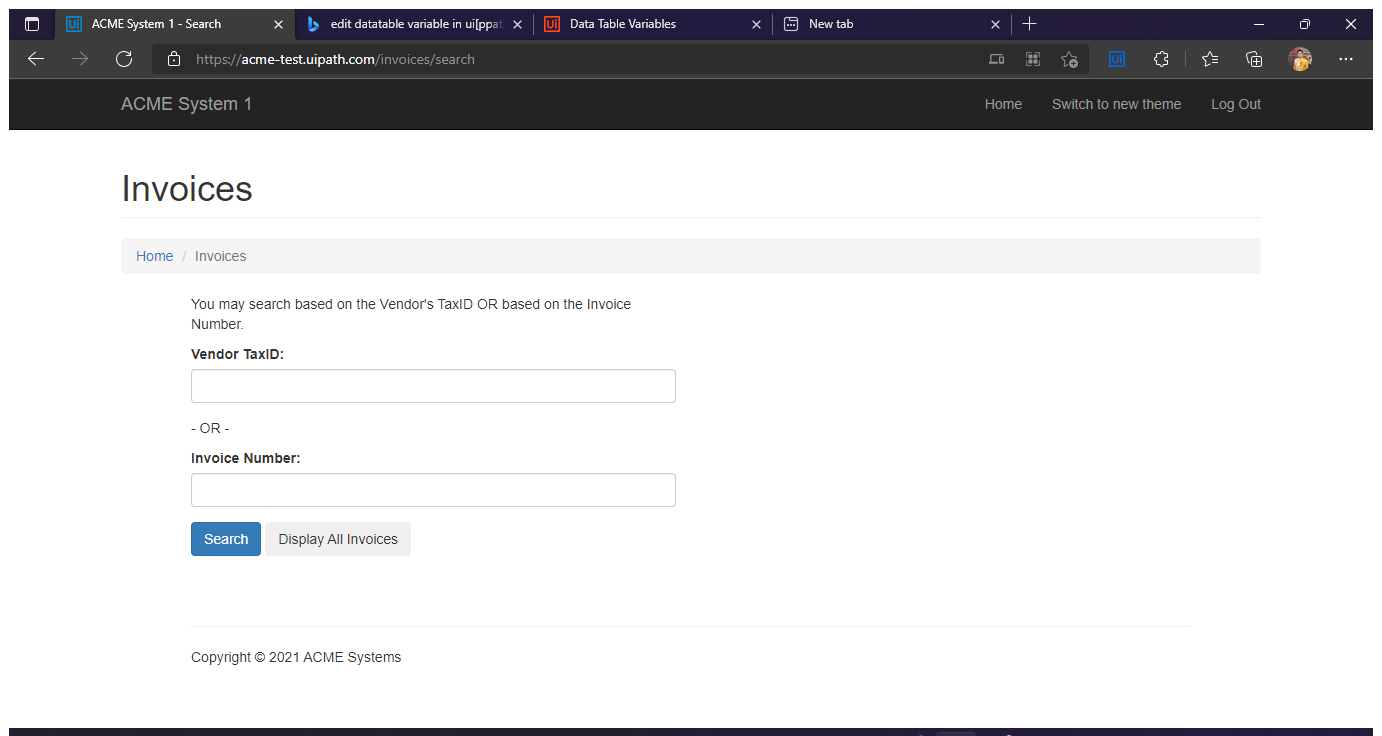 ACME System 1 - Search
edit datatable variable in ui[ppat
Data Table Variables
New tab
https://acme-test.uipath.com/invoices/search
Ui
ACME System 1
Home
Switch to new theme
Log Out
Invoices
Home / Invoices
You may search based on the Vendor's TaxID OR based on the Invoice
Number.
Vendor TaxID:
- OR -
Invoice Number:
Search
Display All Invoices
Copyright © 2021 ACME Systems